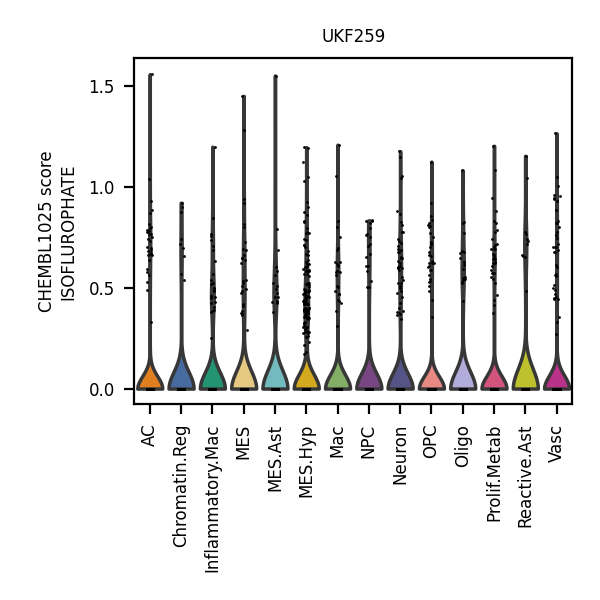 UKF259
CHEMBL1025 score
ISOFLUROPHATE
1.5
1.0
0.5
0.0
AC
Chromatin.Reg
Inflammatory.Mac
MES
MES.Ast
MES.Hyp
Mac
NPC
Neuron
OPC
Oligo
Prolif.Metab
Reactive.Ast
Vasc